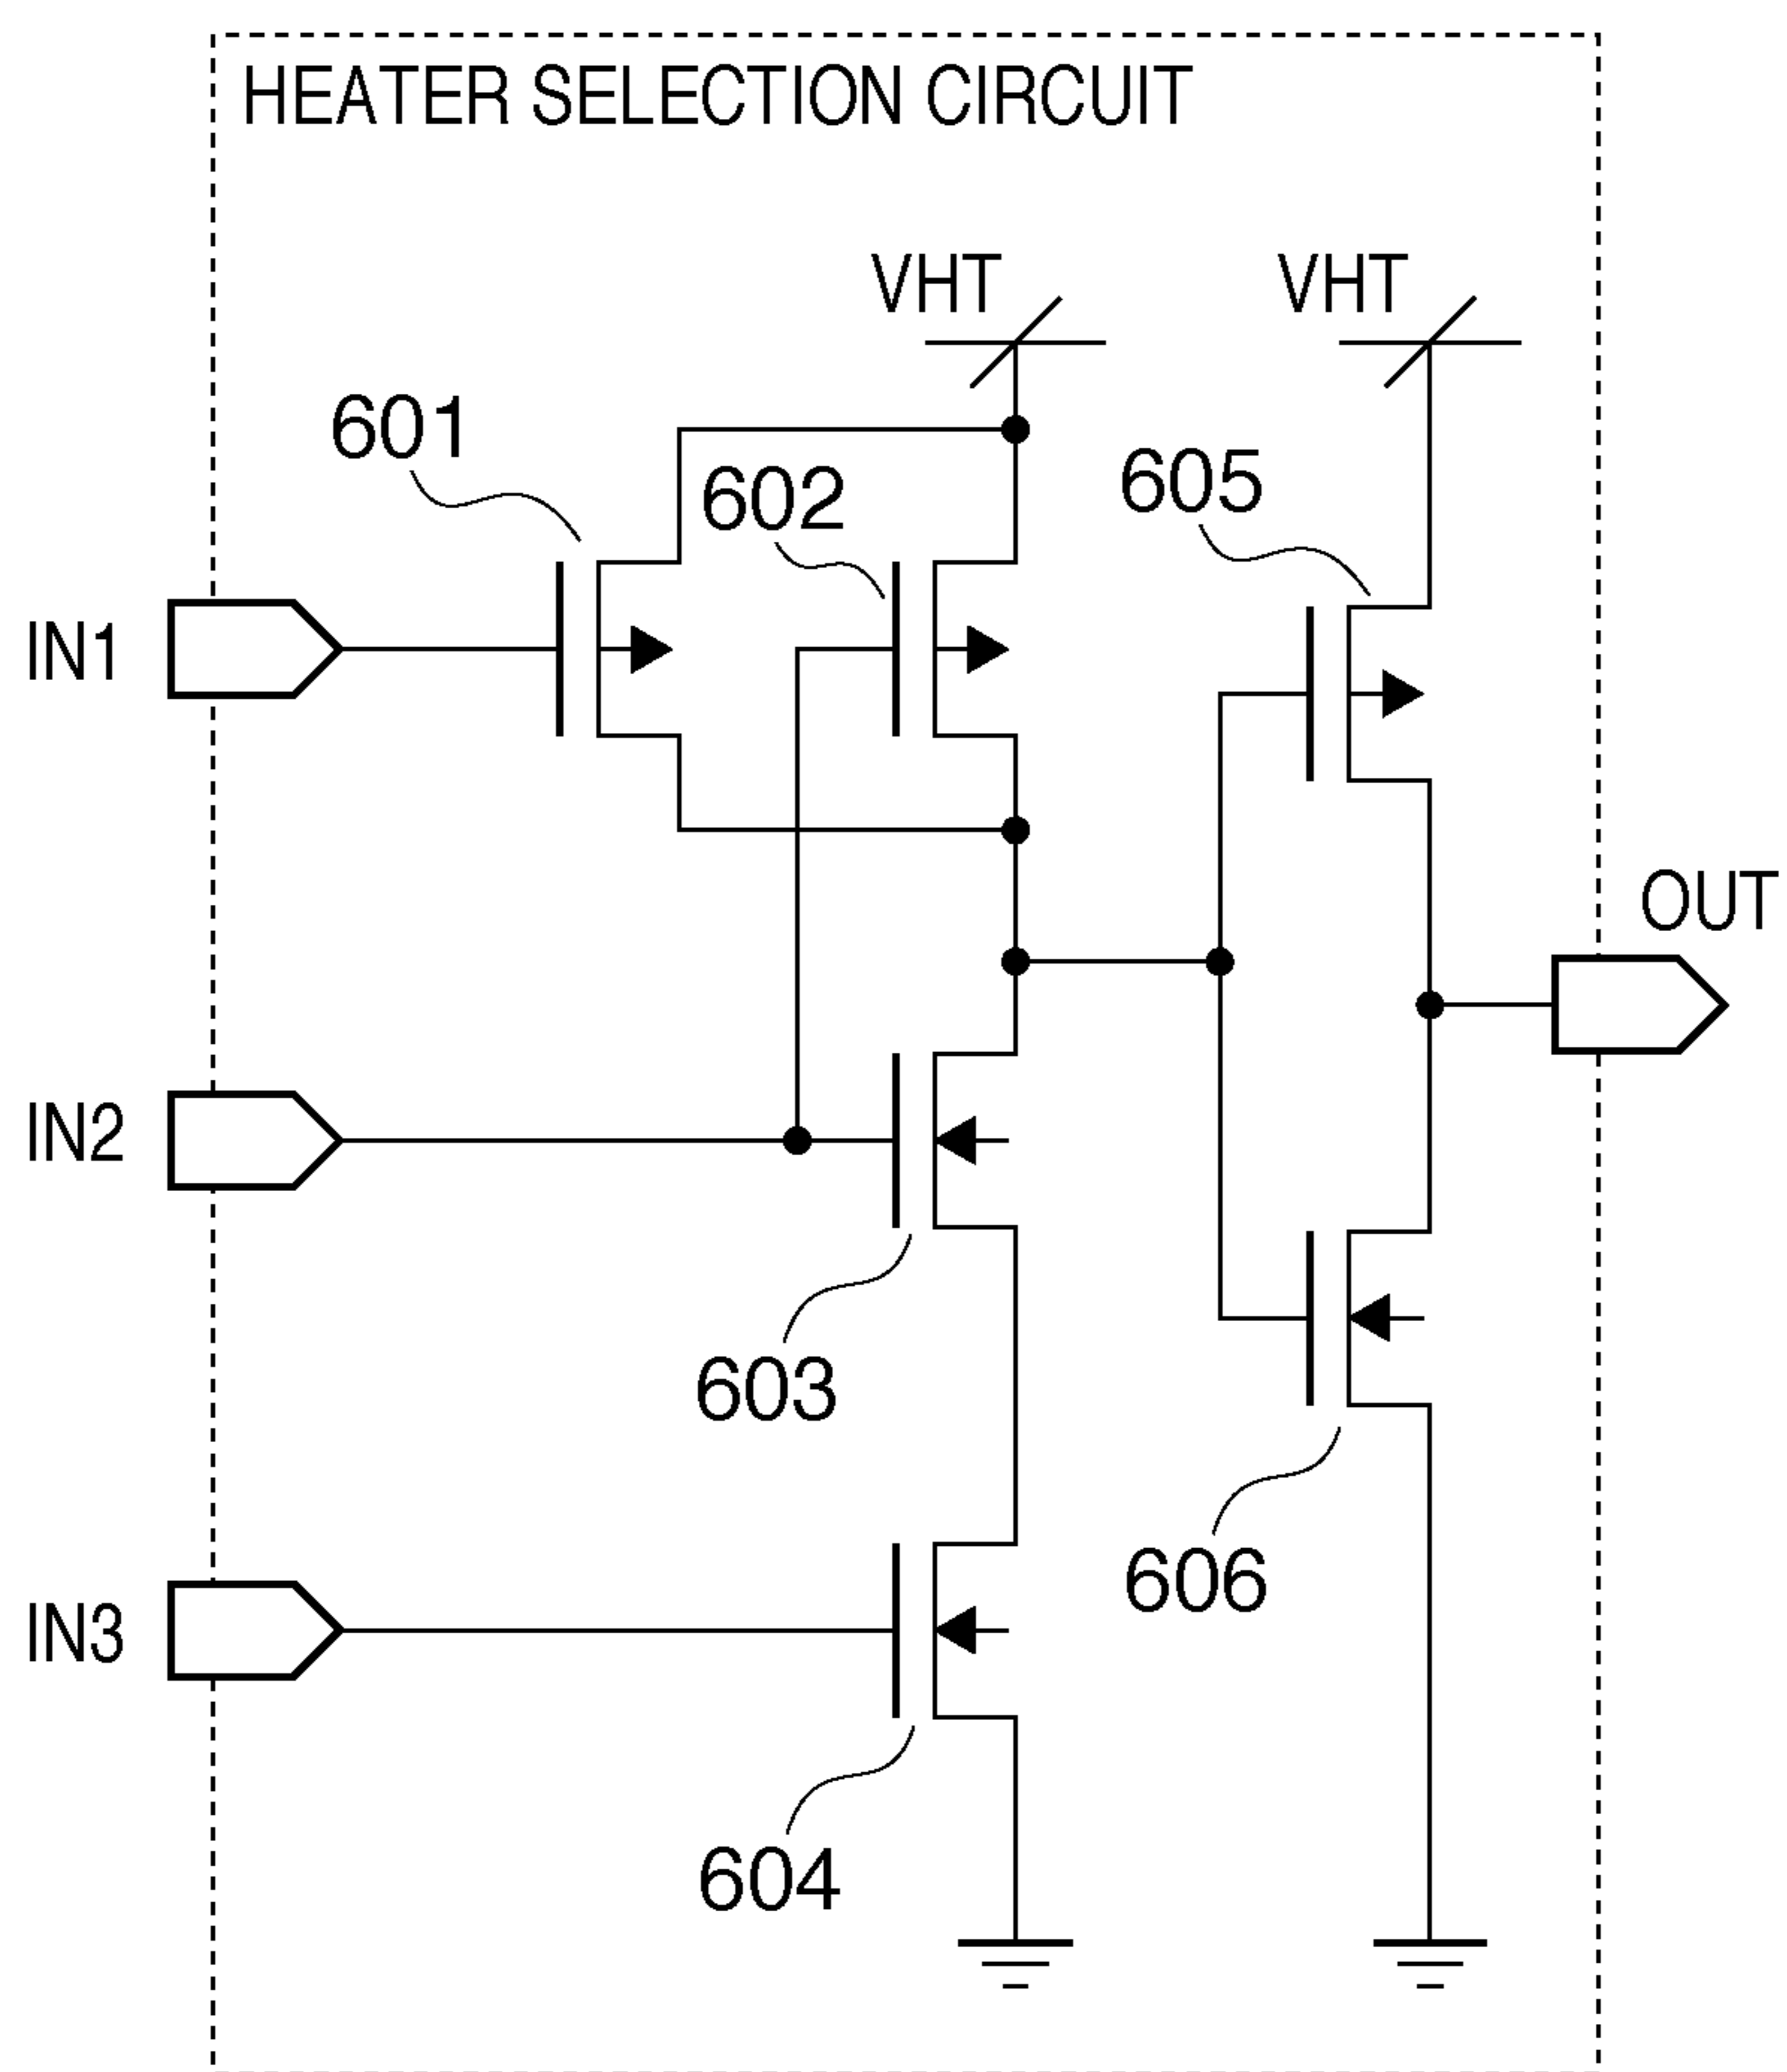 HEATER SELECTION CIRCUIT
VHT
VHT
601
602
605
IN1
OUT
IN2
603
606
IN3
604